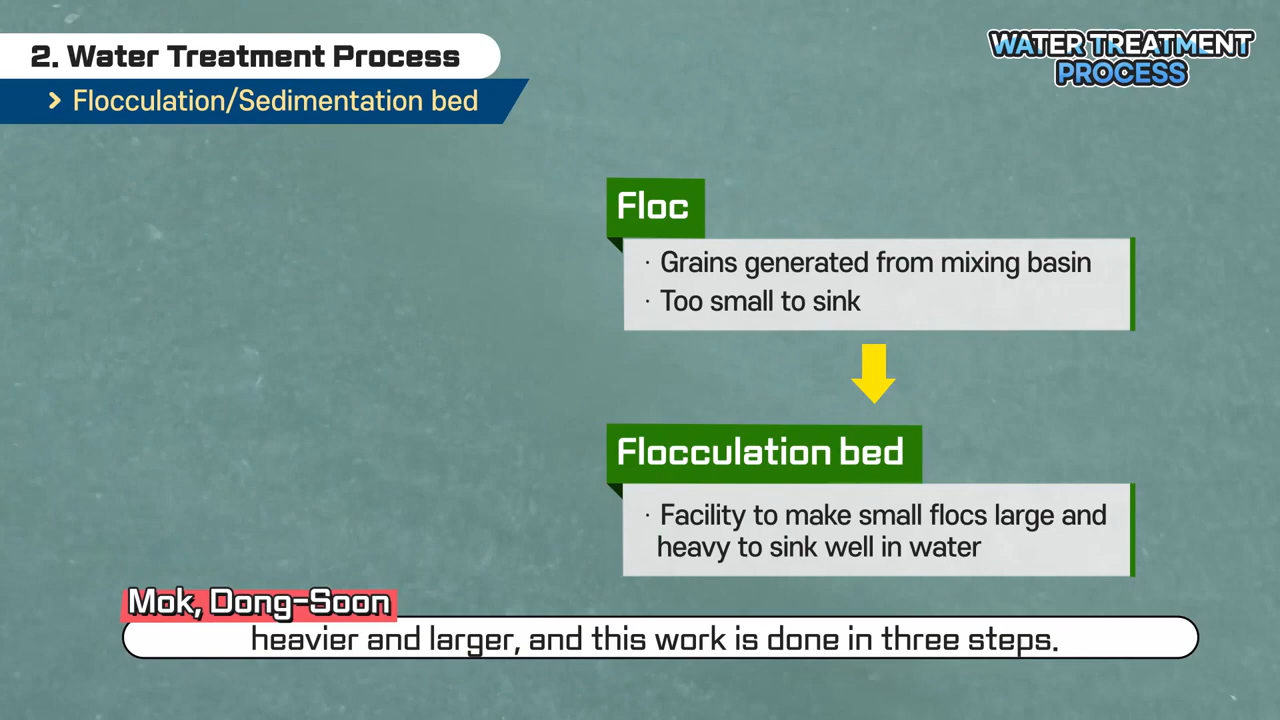 2. Water Treatment Process
> Flocculation/Sedimentation bed
WATER TREATMENT
PROCESS
Floc
· Grains generated from mixing basin
· Too small to sink
Flocculation bed
· Facility to make small flocs large and
heavy to sink well in water
Mok, Dong-Soon
heavier and larger, and this work is done in three steps.